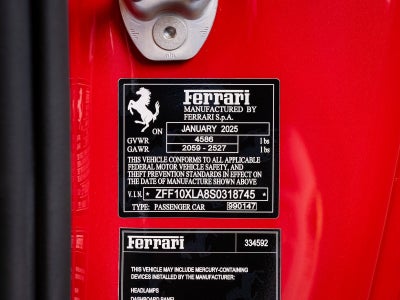 Ferrari
MANUFACTURED BY
FERRARI S.p.A.
ON JANUARY 2025
GVWR 4586 lbs
GAWR 2059 - 2527 lbs
THIS VEHICLE CONFORMS TO ALL APPLICABLE
FEDERAL MOTOR VEHICLE SAFETY, AND
THEFT PREVENTION STANDARDS IN EFFECT ON
THE DATE OF MANUFACTURE SHOWN ABOVE
V.I.N. * ZFF10XLA8S0318745 *
TYPE: PASSENGER CAR 990147
Ferrari 334592
THIS VEHICLE MAY INCLUDE MERCURY-CONTAINING
DEVICES INSTALLED BY THE MANUFACTURER:
HEADLAMPS
DASHBOARD PANEL